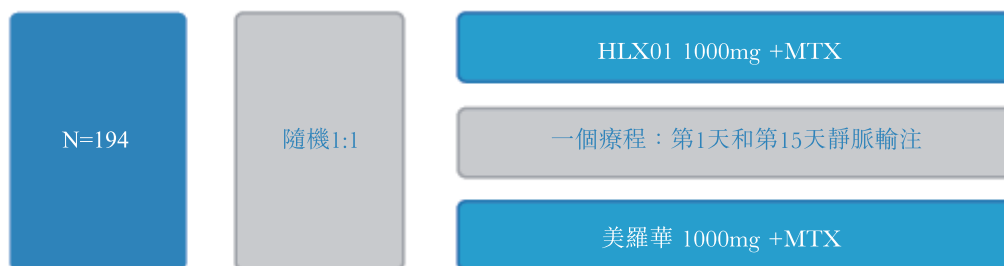 N=194
隨機1:1
HLX01 1000mg +MTX
一個療程：第1天和第15天靜脈輸注
美羅華 1000mg +MTX